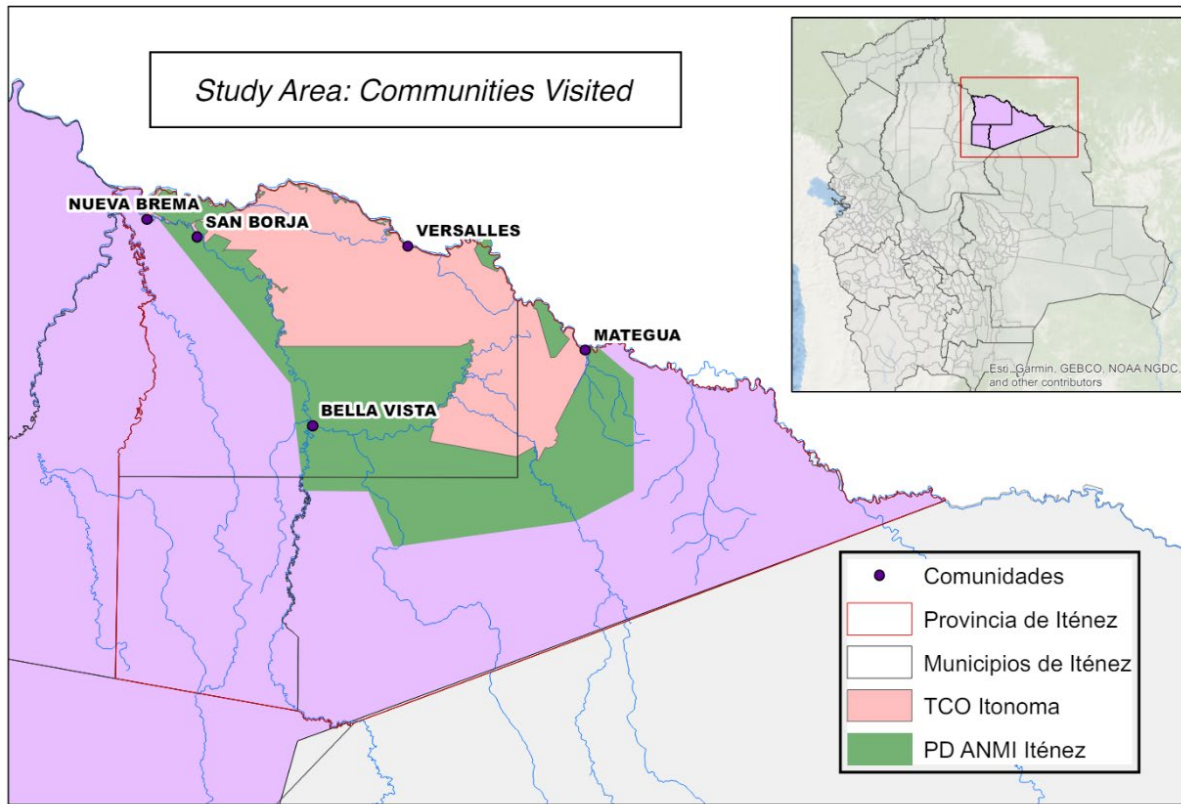 Study Area: Communities Visited
NUEVA BREMA
SAN BORJA
VERSALLES
MATEGUA
BELLA VISTA
Esri, Garmin, GEBCO, NOAA NGDC,
and other contributors
Comunidades
Provincia de Iténez
Municipios de Iténez
TCO Itonoma
PD ANMI Iténez